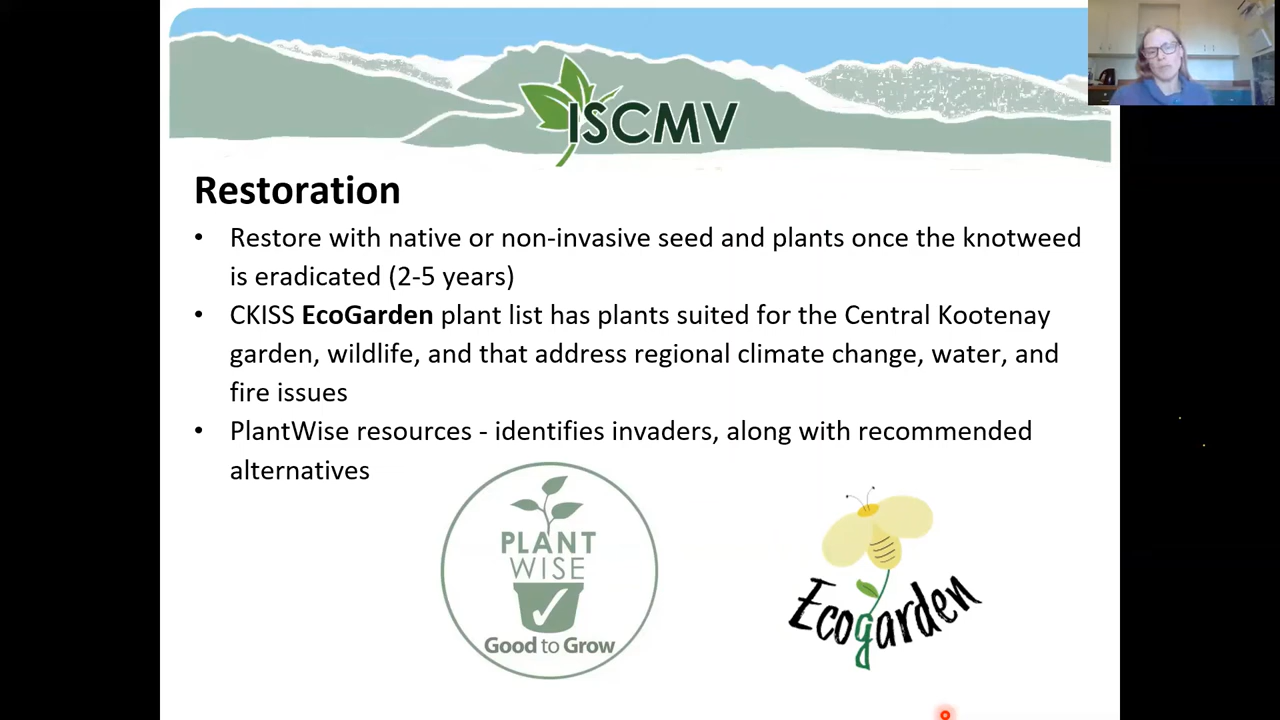 ISCMV
Restoration
• Restore with native or non-invasive seed and plants once the knotweed
is eradicated (2-5 years)
• CKISS EcoGarden plant list has plants suited for the Central Kootenay
garden, wildlife, and that address regional climate change, water, and
fire issues
• PlantWise resources - identifies invaders, along with recommended
alternatives
PLANT
WISE
Good to Grow
Ecogarden